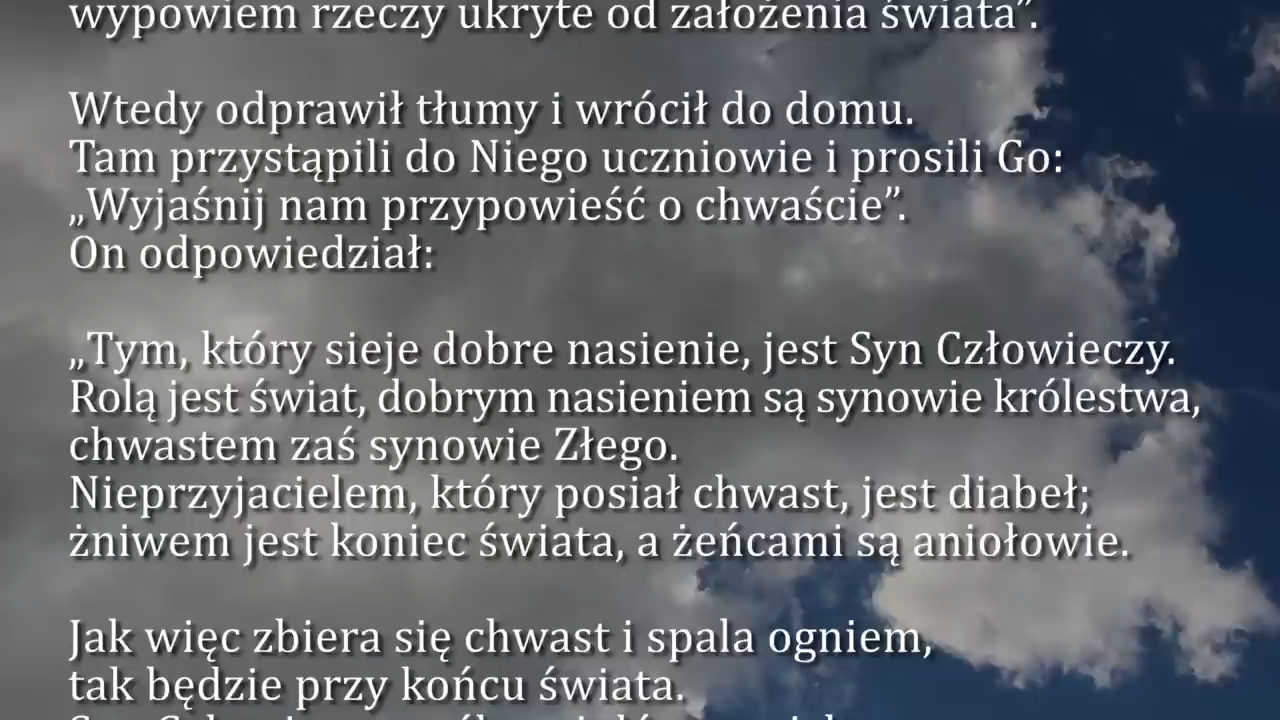 wypowiem rzeczy ukryte od założenia świata”.
Wtedy odprawił tłumy i wrócił do domu.
Tam przystąpili do Niego uczniowie i prosili Go:
„Wyjaśnij nam przypowieść o chwaście”.
On odpowiedział:
„Tym, który sieje dobre nasienie, jest Syn Człowieczy.
Rolą jest świat, dobrym nasieniem są synowie królestwa,
chwastem zaś synowie Złego.
Nieprzyjacielem, który posiał chwast, jest diabeł;
żniwem jest koniec świata, a żeńcami są aniołowie.
Jak więc zbiera się chwast i spala ogniem,
tak będzie przy końcu świata.